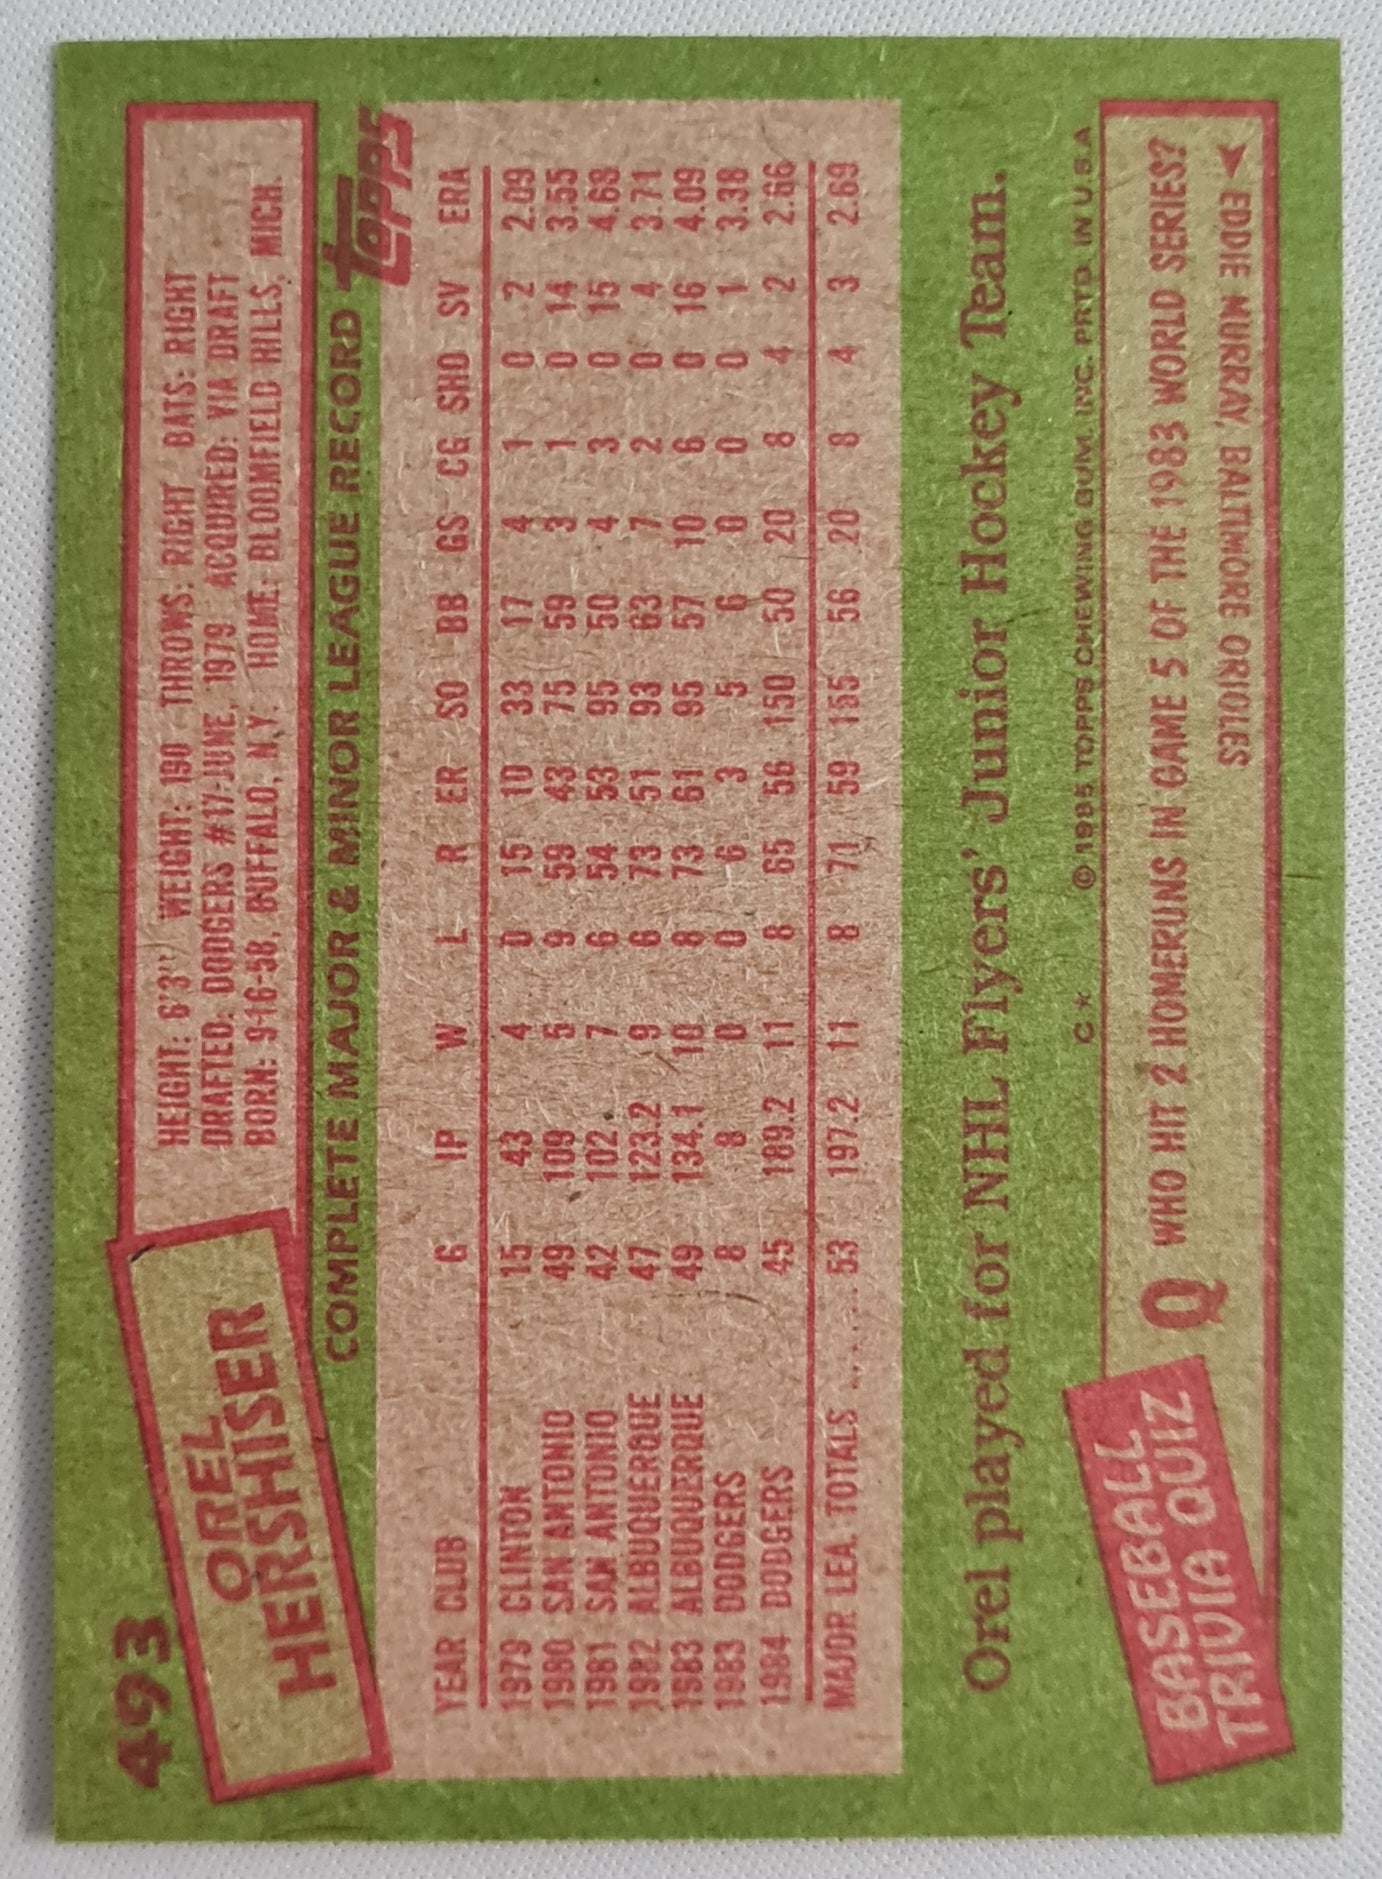 493
OREL
HERSHISER
HEIGHT: 6'3" WEIGHT: 190 THROWS: RIGHT BATS: RIGHT
DRAFTED: DODGERS #17-JUNE, 1979 ACQUIRED: VIA DRAFT
BORN: 9-16-58, BUFFALO, N.Y. HOME: BLOOMFIELD HILLS, MICH.
COMPLETE MAJOR & MINOR LEAGUE RECORD
TOPPS
YEAR CLUB G IP W L R ER SO BB GS CG SHO SV ERA
1979 CLINTON 15 43 4 0 15 10 33 17 4 1 0 2 2.09
1980 SAN ANTONIO 49 109 5 9 59 43 75 59 3 1 0 14 3.55
1981 SAN ANTONIO 42 102 7 6 54 53 95 50 4 3 0 15 4.68
1982 ALBUQUERQUE 47 123.2 9 6 73 51 93 63 7 2 0 4 3.71
1983 ALBUQUERQUE 49 134.1 10 8 73 61 95 57 10 6 0 16 4.09
1983 DODGERS 8 8 0 0 6 3 5 6 0 0 0 1 3.38
1984 DODGERS 45 189.2 11 8 65 56 150 50 20 8 4 2 2.66
MAJOR LEA TOTALS ....... 53 197.2 11 8 71 59 155 56 20 8 4 3 2.69
Orel played for NHL Flyers' Junior Hockey Team.
C* © 1985 TOPPS CHEWING GUM, INC. PRTD. IN U.S.A.
BASEBALL
TRIVIA QUIZ
Q WHO HIT 2 HOMERUNS IN GAME 5 OF THE 1983 WORLD SERIES?
EDDIE MURRAY, BALTIMORE ORIOLES